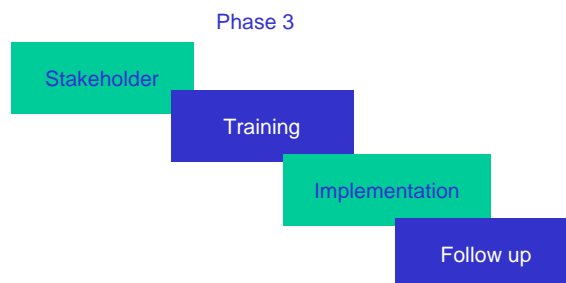 Phase 3
Stakeholder
Training
Implementation
Follow up